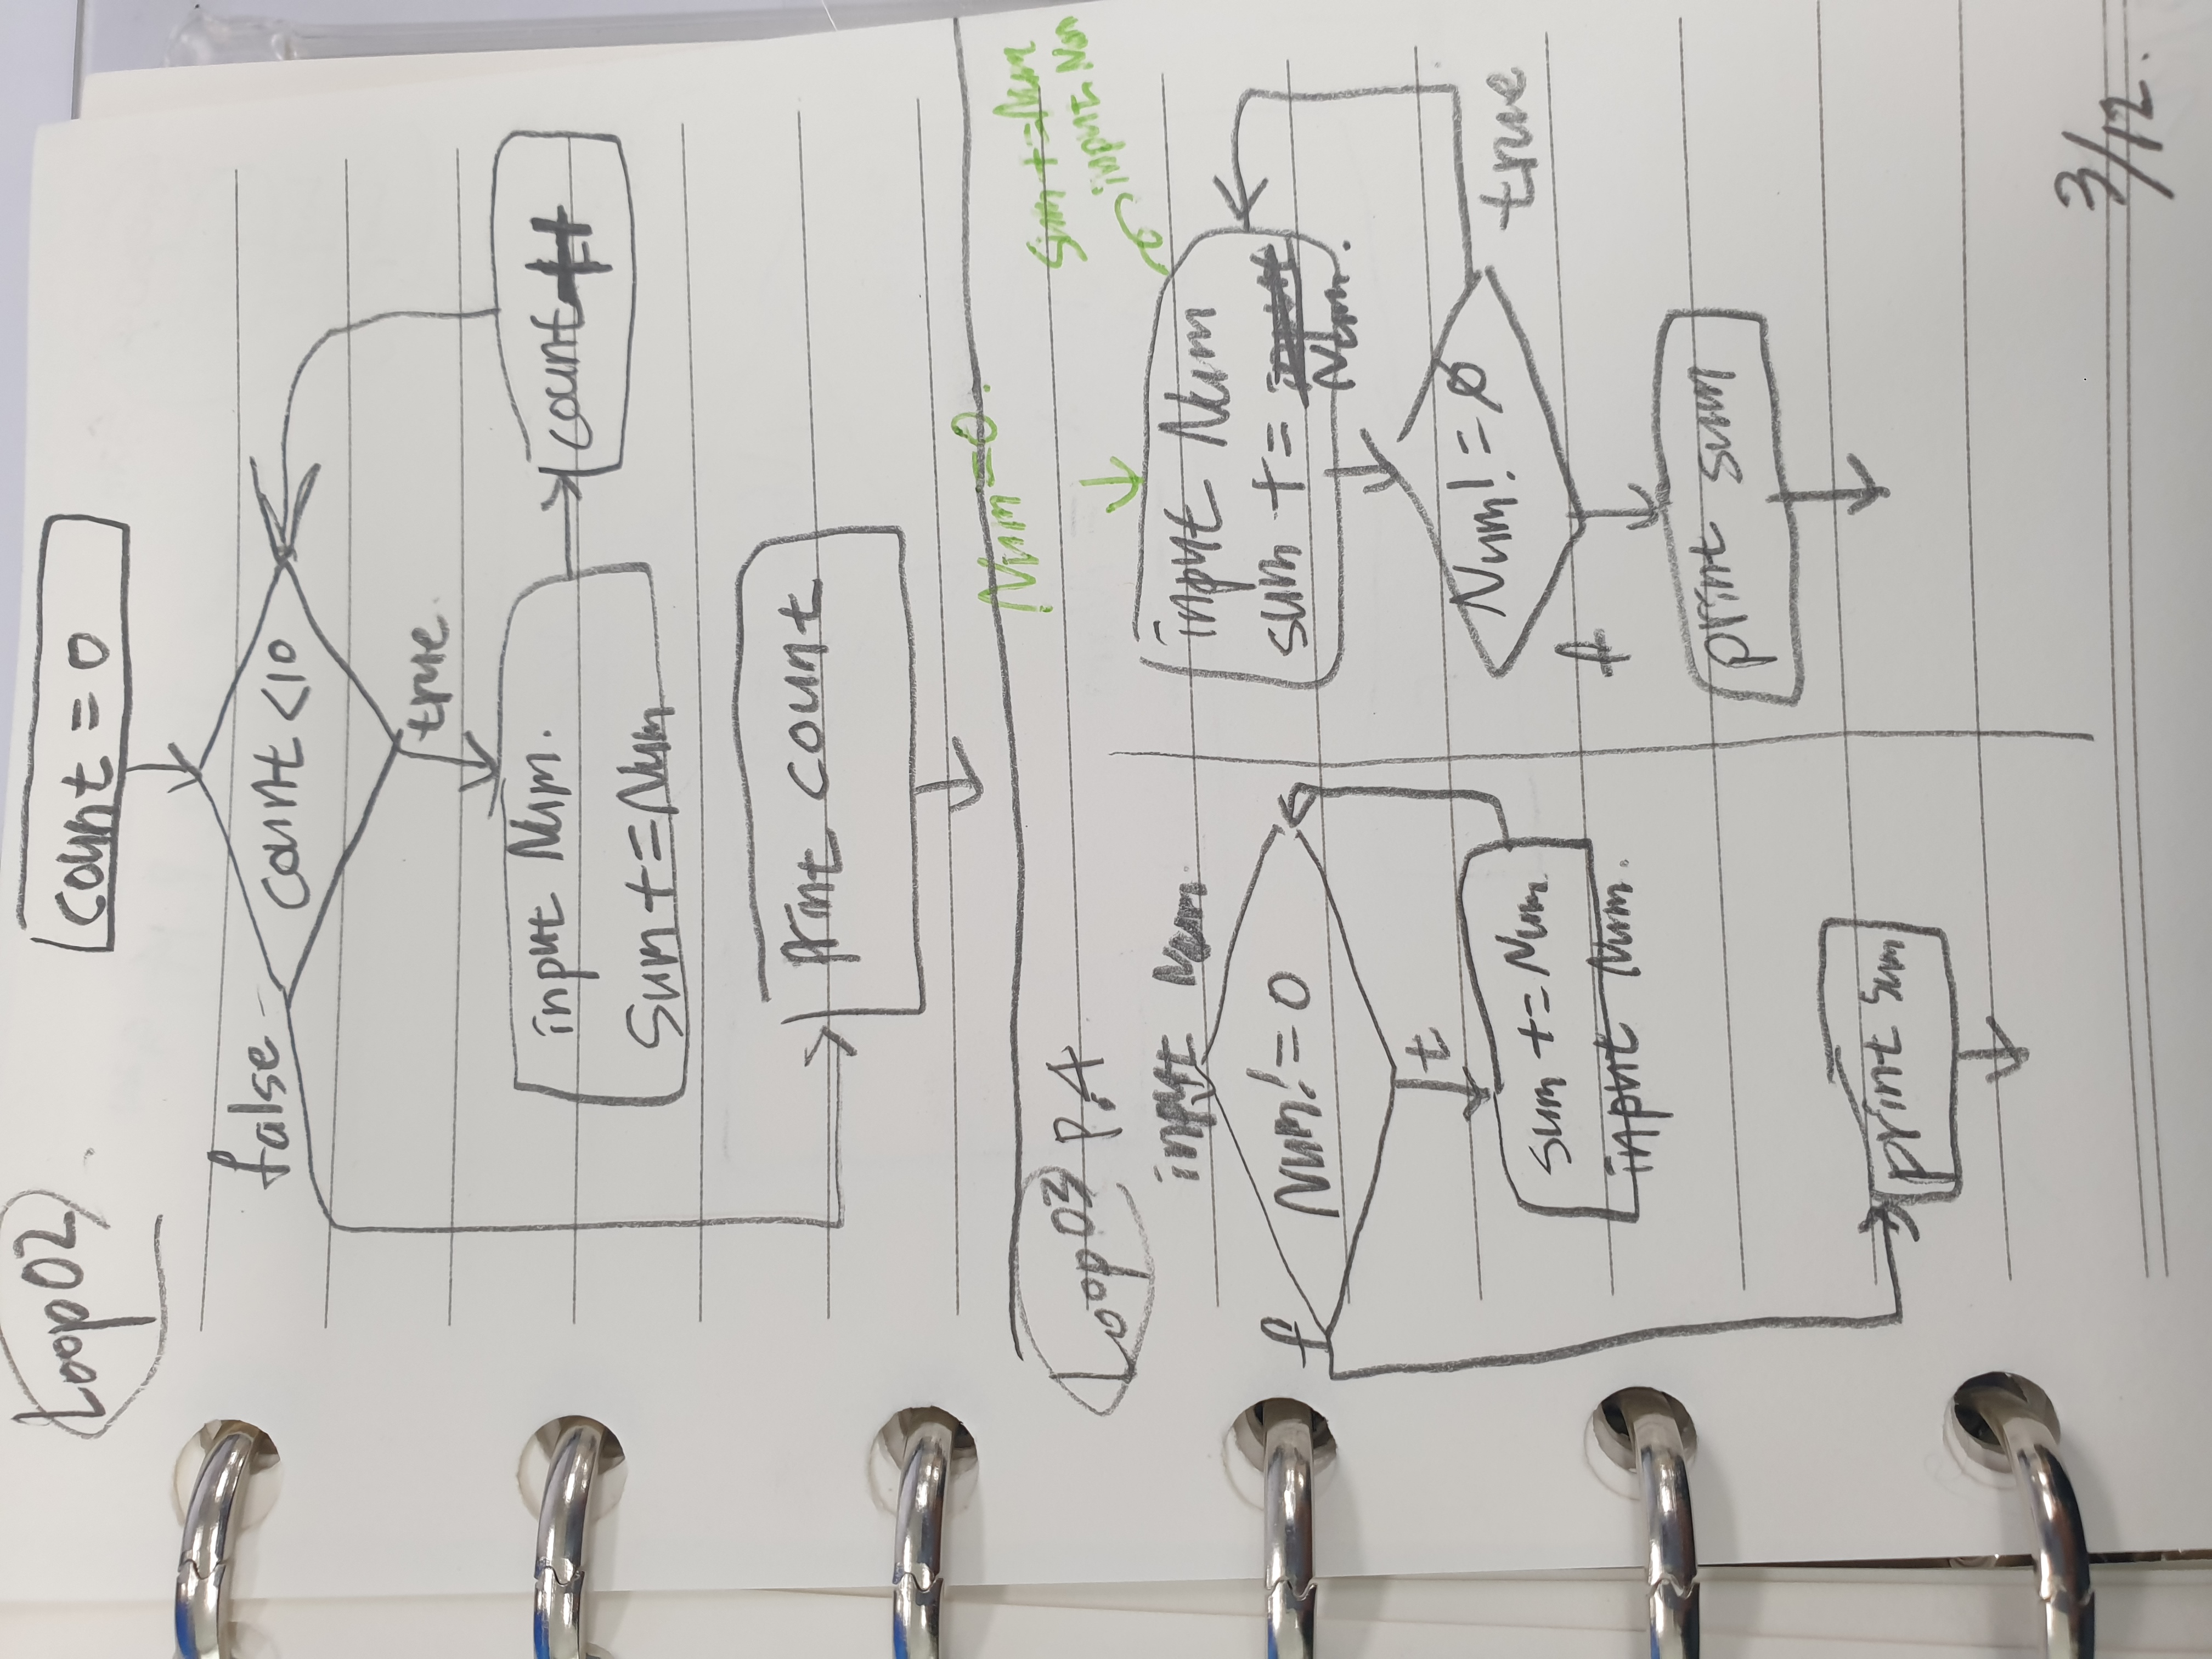 Loop02
count = 0
false
count <10
true
input Num.
Sum += Num
count++
print count
Num=0.
Sum+=Num
input Num
Loop03 P.4
input Num.
f
Num! = 0
t
sum += Num
input Num.
print sum
input Num
sum += input
Num.
Num! = 0
true
f
print sum
3/12.